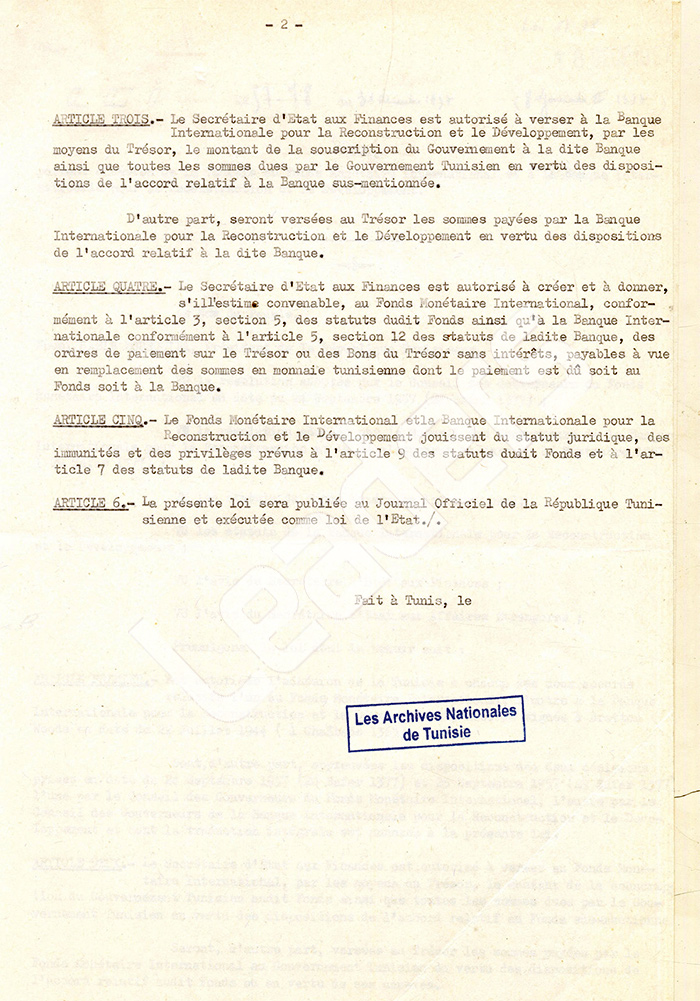 - 2 -
ARTICLE TROIS.- Le Secrétaire d'Etat aux Finances est autorisé à verser à la Banque
Internationale pour la Reconstruction et le Développement, par les
moyens du Trésor, le montant de la souscription du Gouvernement à la dite Banque
ainsi que toutes les sommes dues par le Gouvernement Tunisien en vertu des disposi-
tions de l'accord relatif à la Banque sus-mentionnée.
D'autre part, seront versées au Trésor les sommes payées par la Banque
Internationale pour la Reconstruction et le Développement en vertu des dispositions
de l'accord relatif à la dite Banque.
ARTICLE QUATRE.- Le Secrétaire d'Etat aux Finances est autorisé à créer et à donner,
s'ill'estime convenable, au Fonds Monétaire International, confor-
mément à l'article 3, section 5, des statuts dudit Fonds ainsi qu'à la Banque Inter-
nationale conformément à l'article 5, section 12 des statuts de ladite Banque, des
ordres de paiement sur le Trésor ou des Bons du Trésor sans intérêts, payables à vue
en remplacement des sommes en monnaie tunisienne dont le paiement est dû soit au
Fonds soit à la Banque.
ARTICLE CINQ.- Le Fonds Monétaire International etla Banque Internationale pour la
Reconstruction et le Développement jouissent du statut juridique, des
immunités et des privilèges prévus à l'article 9 des statuts dudit Fonds et à l'ar-
ticle 7 des statuts de ladite Banque.
ARTICLE 6.- La présente loi sera publiée au Journal Officiel de la République Tuni-
sienne et exécutée comme loi de l'Etat./.
Fait à Tunis, le
Leaders
Les Archives Nationales
de Tunisie